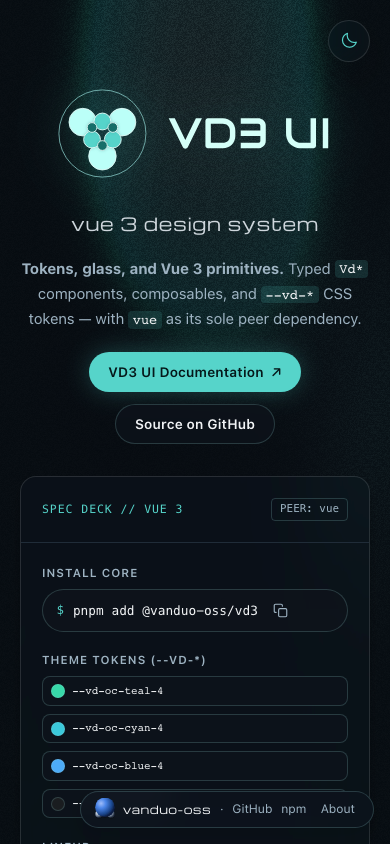 VD3 UI
vue 3 design system
Tokens, glass, and Vue 3 primitives. Typed Vd*
components, composables, and --vd-* CSS
tokens — with vue as its sole peer dependency.
VD3 UI Documentation ↗
Source on GitHub
SPEC DECK // VUE 3
PEER: vue
INSTALL CORE
$ pnpm add @vanduo-oss/vd3
THEME TOKENS (--VD-*)
--vd-oc-teal-4
--vd-oc-cyan-4
--vd-oc-blue-4
vanduo-oss · GitHub npm About